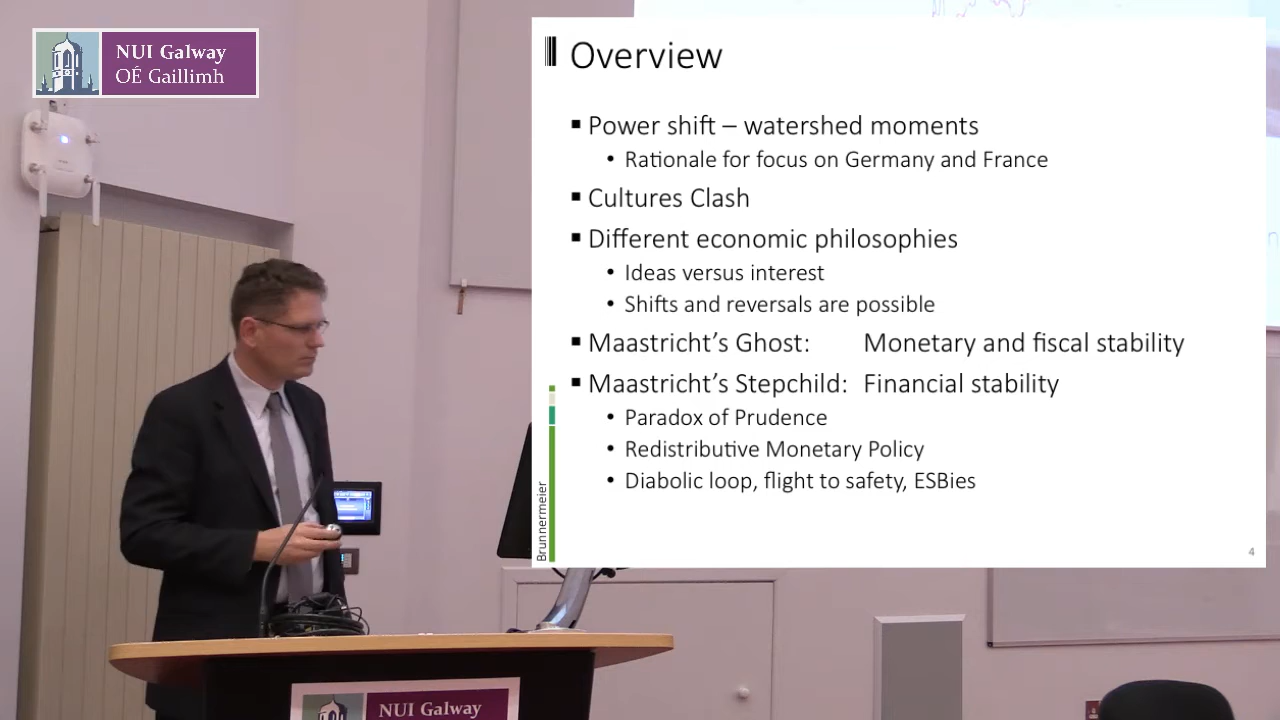 NUI Galway
OÉ Gaillimh
Overview
▪ Power shift – watershed moments
• Rationale for focus on Germany and France
▪ Cultures Clash
▪ Different economic philosophies
• Ideas versus interest
• Shifts and reversals are possible
▪ Maastricht’s Ghost: Monetary and fiscal stability
▪ Maastricht’s Stepchild: Financial stability
• Paradox of Prudence
• Redistributive Monetary Policy
• Diabolic loop, flight to safety, ESBies
Brunnermeier
4
NUI Galway